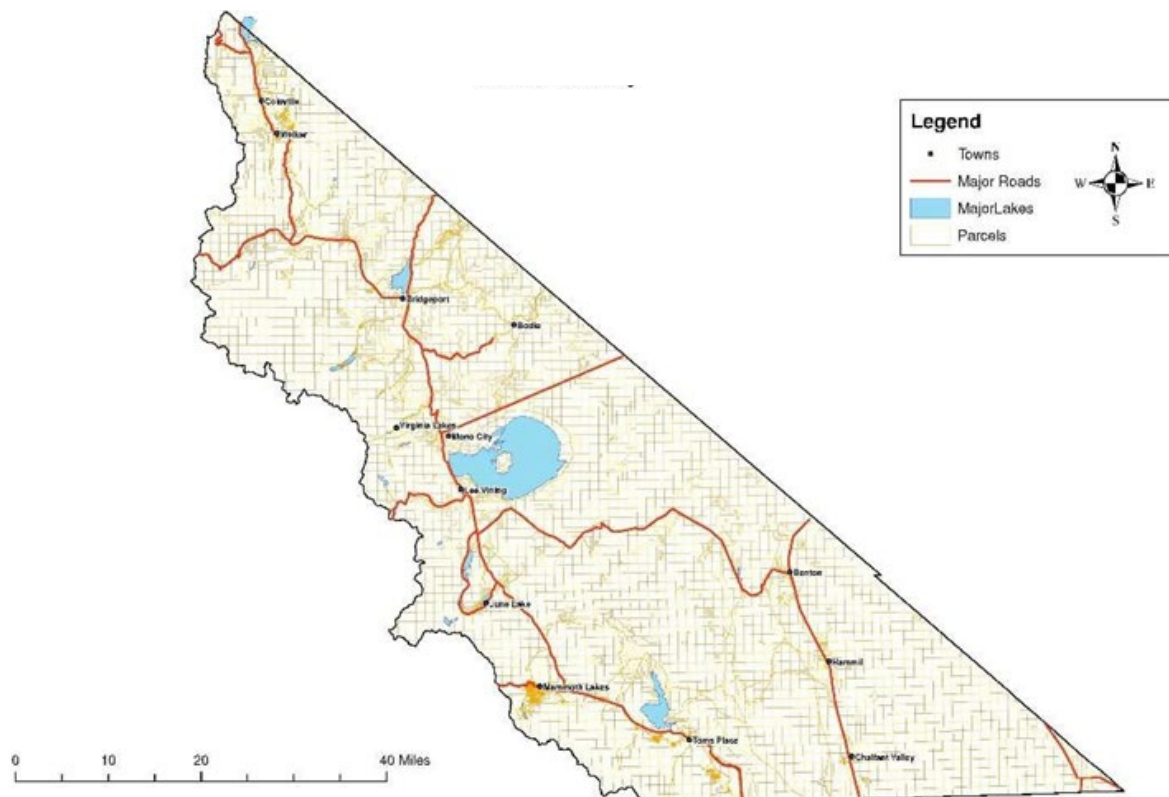 Legend
Towns
Major Roads
MajorLakes
Parcels
N
W
E
S
Coleville
Walker
Bridgeport
Bodie
Virginia Lakes
Mono City
Lee Vining
Benton
June Lake
Hammil
Mammoth Lakes
Toms Place
Chalfant Valley
0
10
20
40 Miles